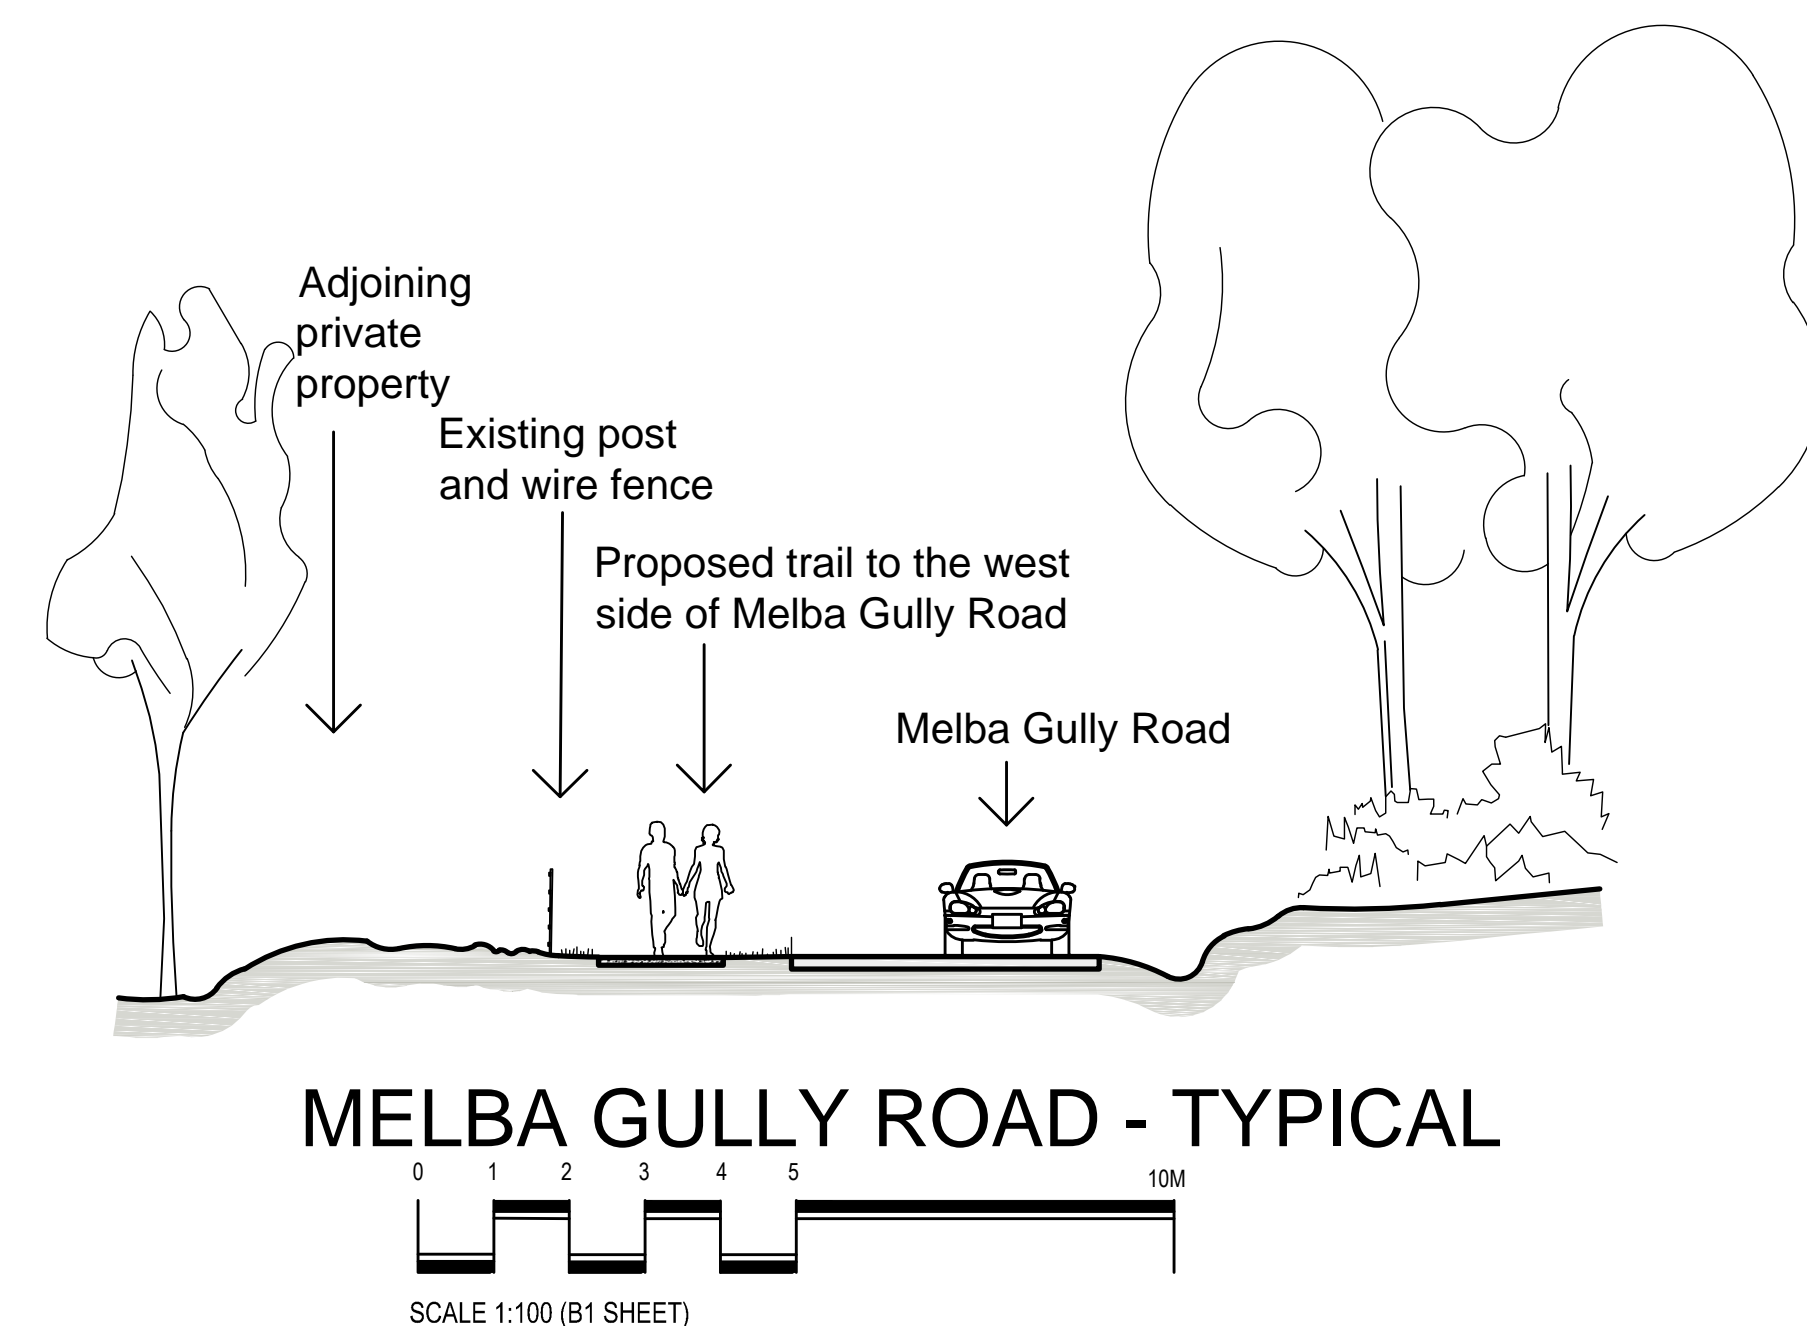 Adjoining
private
property
Existing post
and wire fence
Proposed trail to the west
side of Melba Gully Road
Melba Gully Road
MELBA GULLY ROAD - TYPICAL
0 1 2 3 4 5 10M
SCALE 1:100 (B1 SHEET)